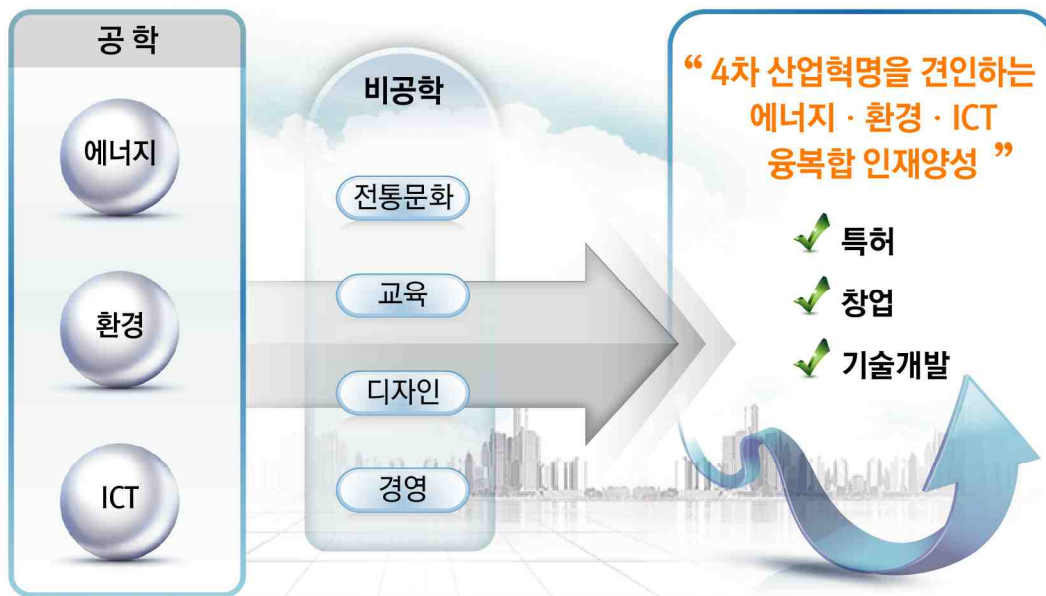 공 학
에너지
환경
ICT
비공학
전통문화
교육
디자인
경영
“ 4차 산업혁명을 견인하는
에너지 · 환경 · ICT
융복합 인재양성 ”
특허
창업
기술개발